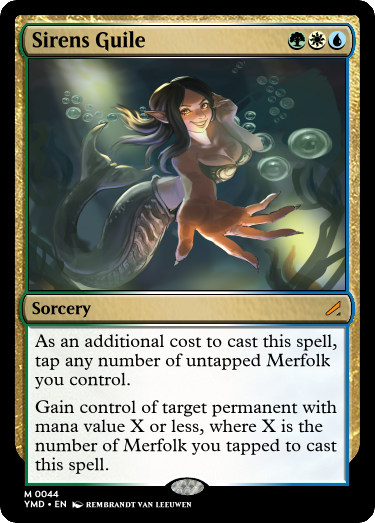 Sirens Guile
Sorcery
As an additional cost to cast this spell,
tap any number of untapped Merfolk
you control.
Gain control of target permanent with
mana value X or less, where X is the
number of Merfolk you tapped to cast
this spell.
M 0044
YMD • EN REMBRANDT VAN LEEUWEN